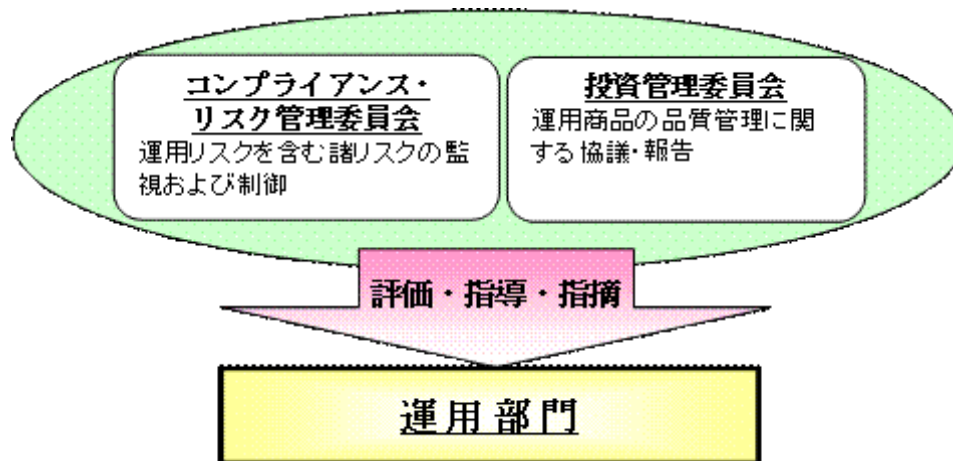 コンプライアンス・
リスク管理委員会
運用リスクを含む諸リスクの監
視および制御
投資管理委員会
運用商品の品質管理に関
する協議・報告
評価・指導・指摘
運用部門